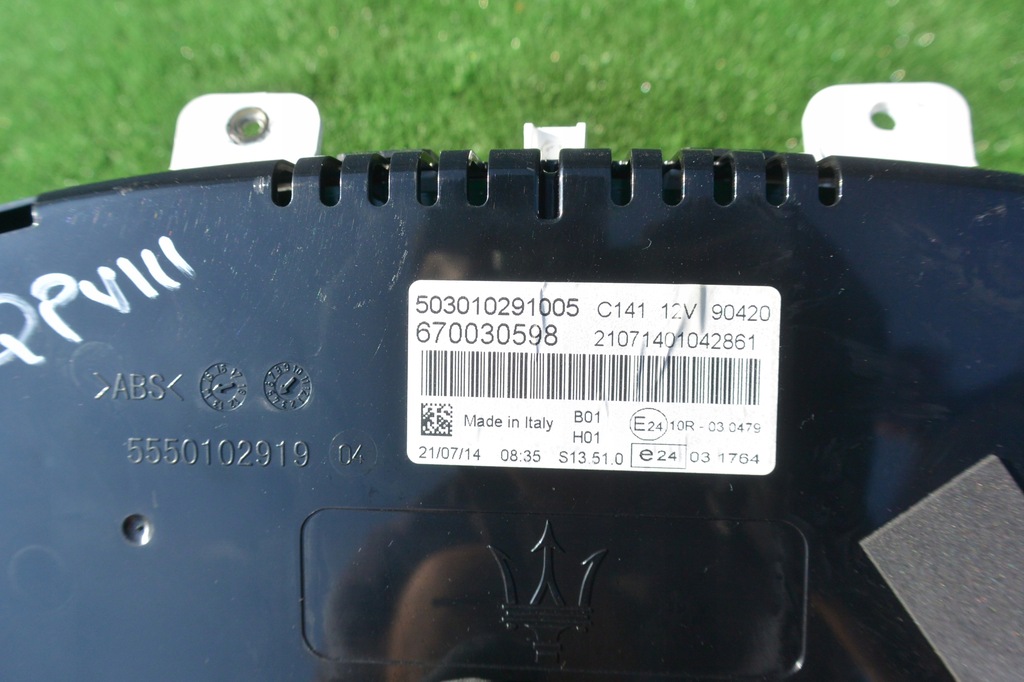 QPVIII
503010291005 C141 12V 90420
670030598 21071401042861
Made in Italy B01 H01 E24 10R - 03 0479
21/07/14 08:35 S13.51.0 e24 03 1764
>ABS<
5550102919 04